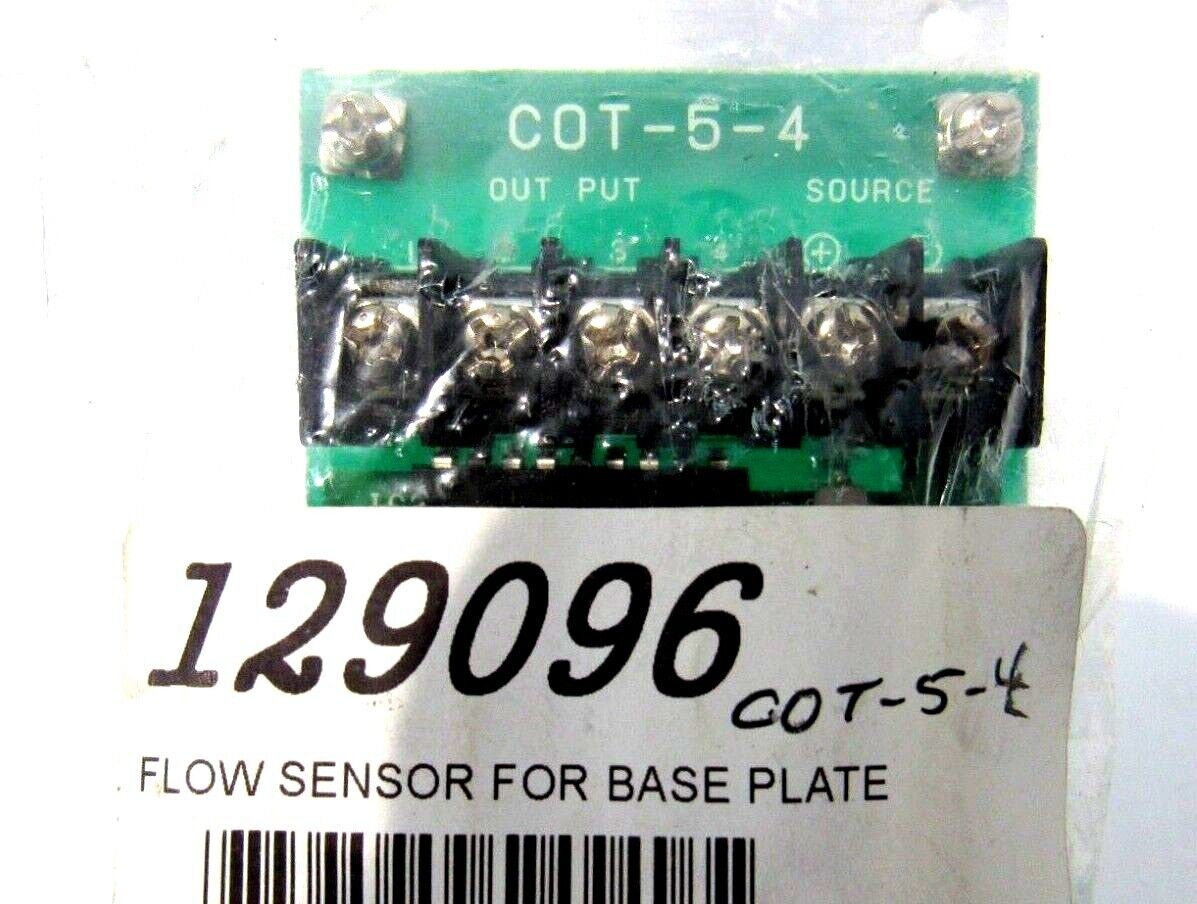 COT-5-4
OUT PUT SOURCE
3 4 +
129096
COT-5-4
FLOW SENSOR FOR BASE PLATE